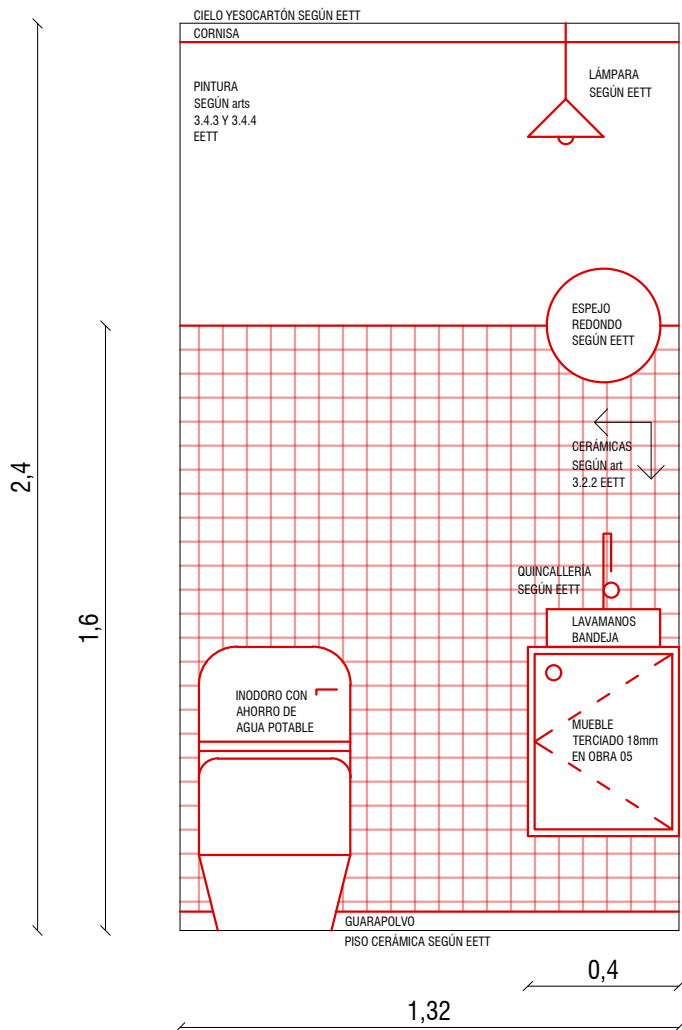 CIELO YESOCARTÓN SEGÚN EETT
CORNISA
PINTURA
SEGÚN arts
3.4.3 Y 3.4.4
EETT
LÁMPARA
SEGÚN EETT
2,4
ESPEJO
REDONDO
SEGÚN EETT
CERÁMICAS
SEGÚN art
3.2.2 EETT
1,6
QUINCALLERÍA
SEGÚN EETT
LAVAMANOS
BANDEJA
INODORO CON
AHORRO DE
AGUA POTABLE
MUEBLE
TERCIADO 18mm
EN OBRA 05
GUARAPOLVO
PISO CERÁMICA SEGÚN EETT
0,4
1,32